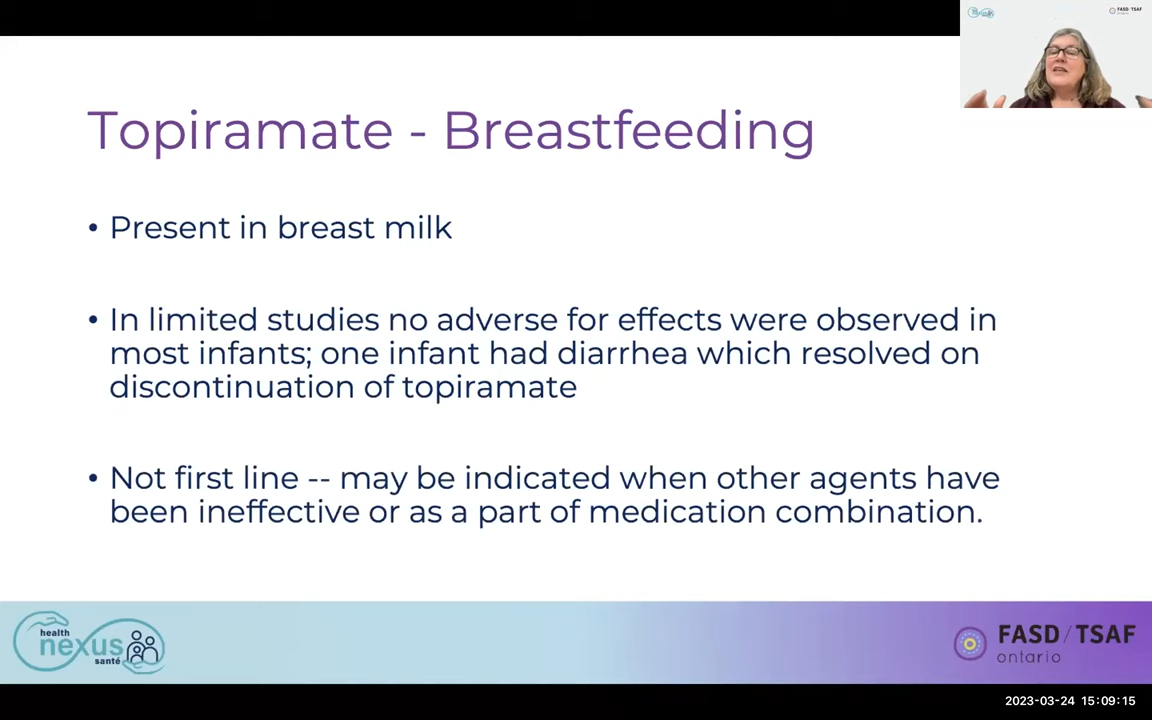 Topiramate - Breastfeeding
• Present in breast milk
• In limited studies no adverse for effects were observed in
most infants; one infant had diarrhea which resolved on
discontinuation of topiramate
• Not first line -- may be indicated when other agents have
been ineffective or as a part of medication combination.
health
nexus
santé
FASD / TSAF
ontario
FASD / TSAF
2023-03-24 15:09:15